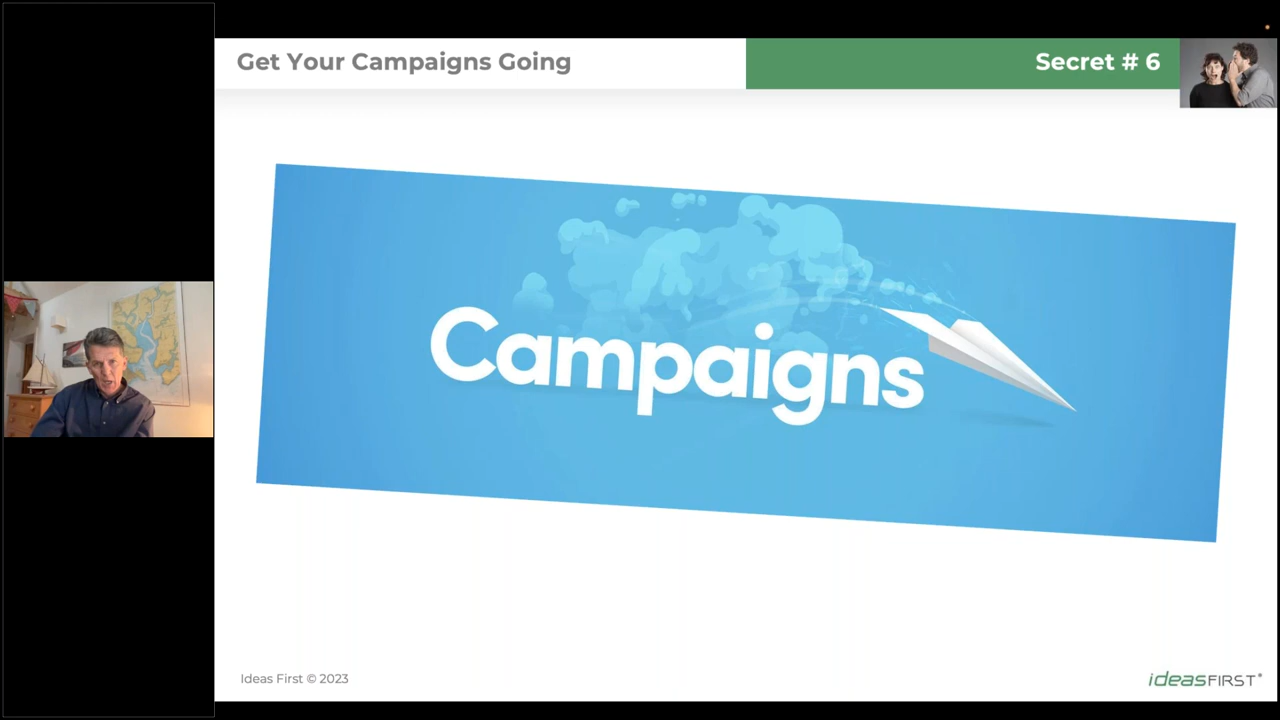 Get Your Campaigns Going
Secret # 6
Campaigns
Ideas First © 2023
ideasFIRST®